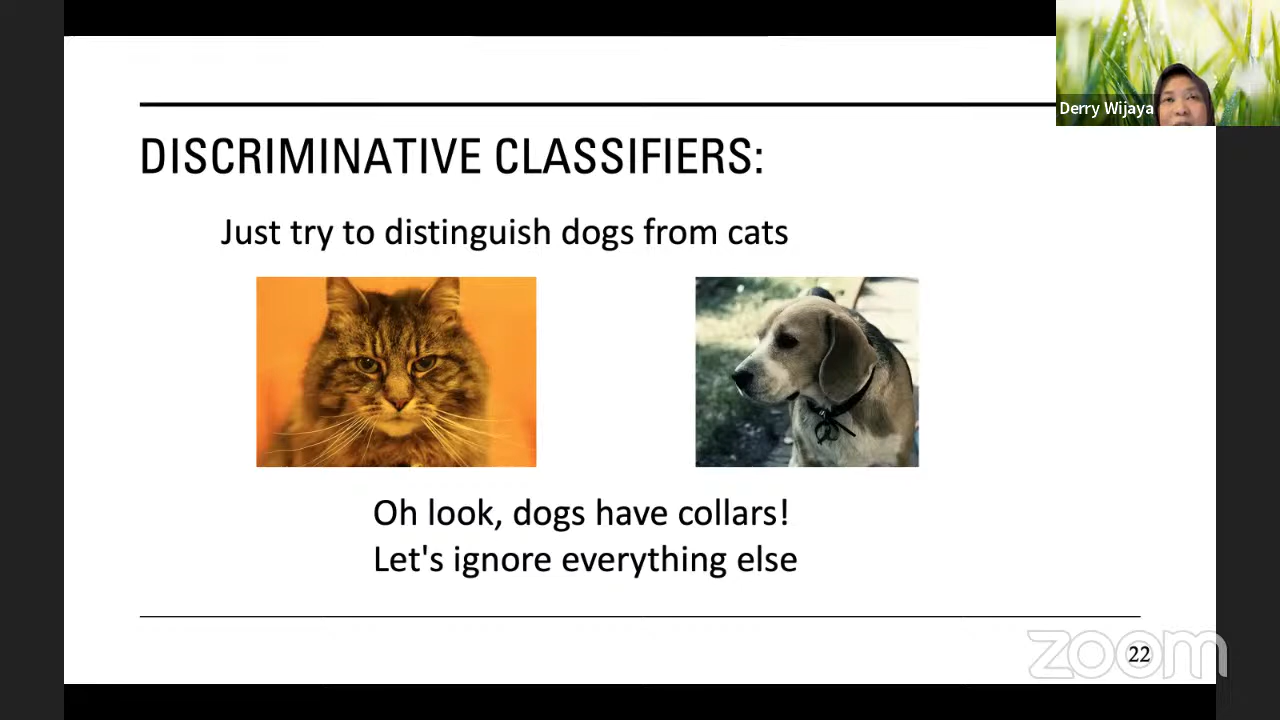 Derry Wijaya
DISCRIMINATIVE CLASSIFIERS:
Just try to distinguish dogs from cats
Oh look, dogs have collars!
Let's ignore everything else
zoom
22